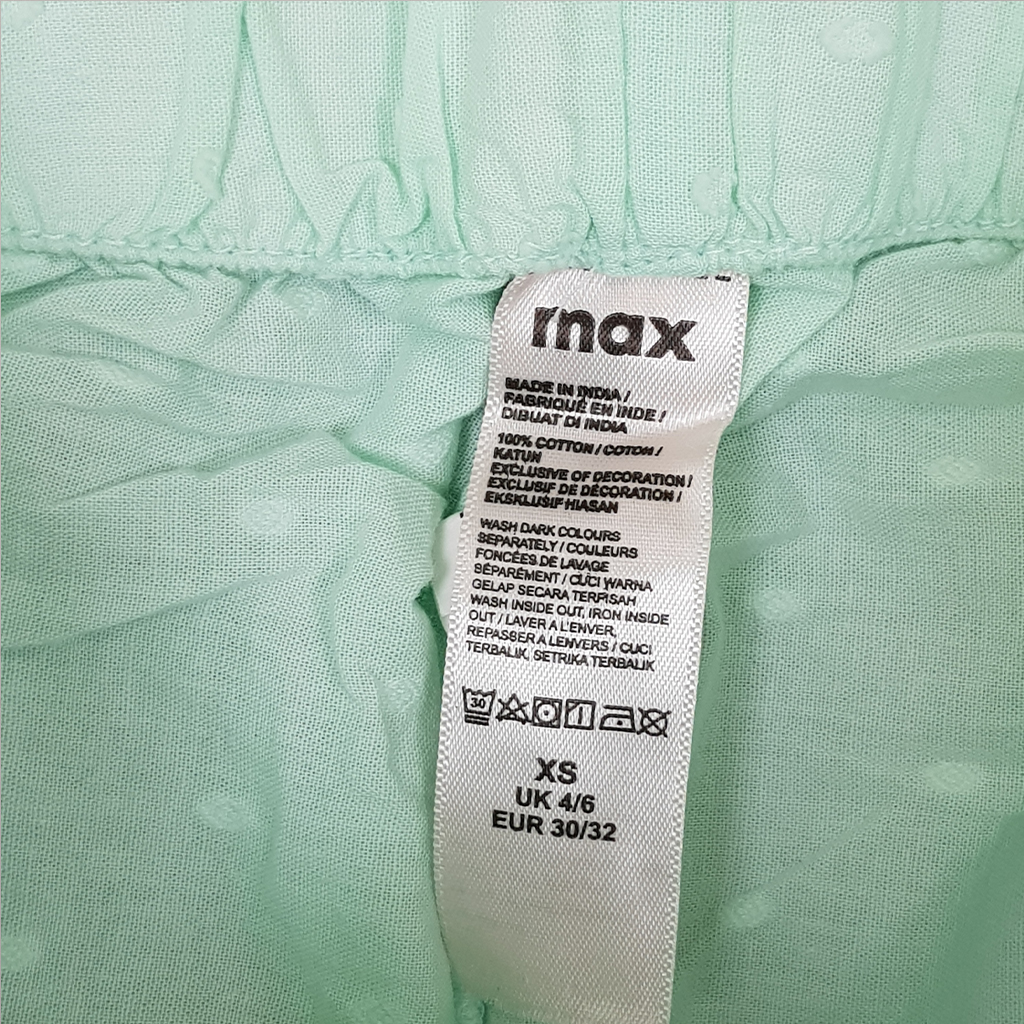 max
MADE IN INDIA /
FABRIQUÉ EN INDE /
DIBUAT DI INDIA
100% COTTON / COTON /
KATUN
EXCLUSIVE OF DECORATION /
EXCLUSIF DE DÉCORATION /
EKSKLUSIF HIASAN
WASH DARK COLOURS
SEPARATELY / COULEURS
FONCÉES DE LAVAGE
SÉPARÉMENT / CUCI WARNA
GELAP SECARA TERPISAH
WASH INSIDE OUT, IRON INSIDE
OUT / LAVER A L'ENVER,
REPASSER A LENVERS / CUCI
TERBALIK, SETRIKA TERBALIK
30
XS
UK 4/6
EUR 30/32